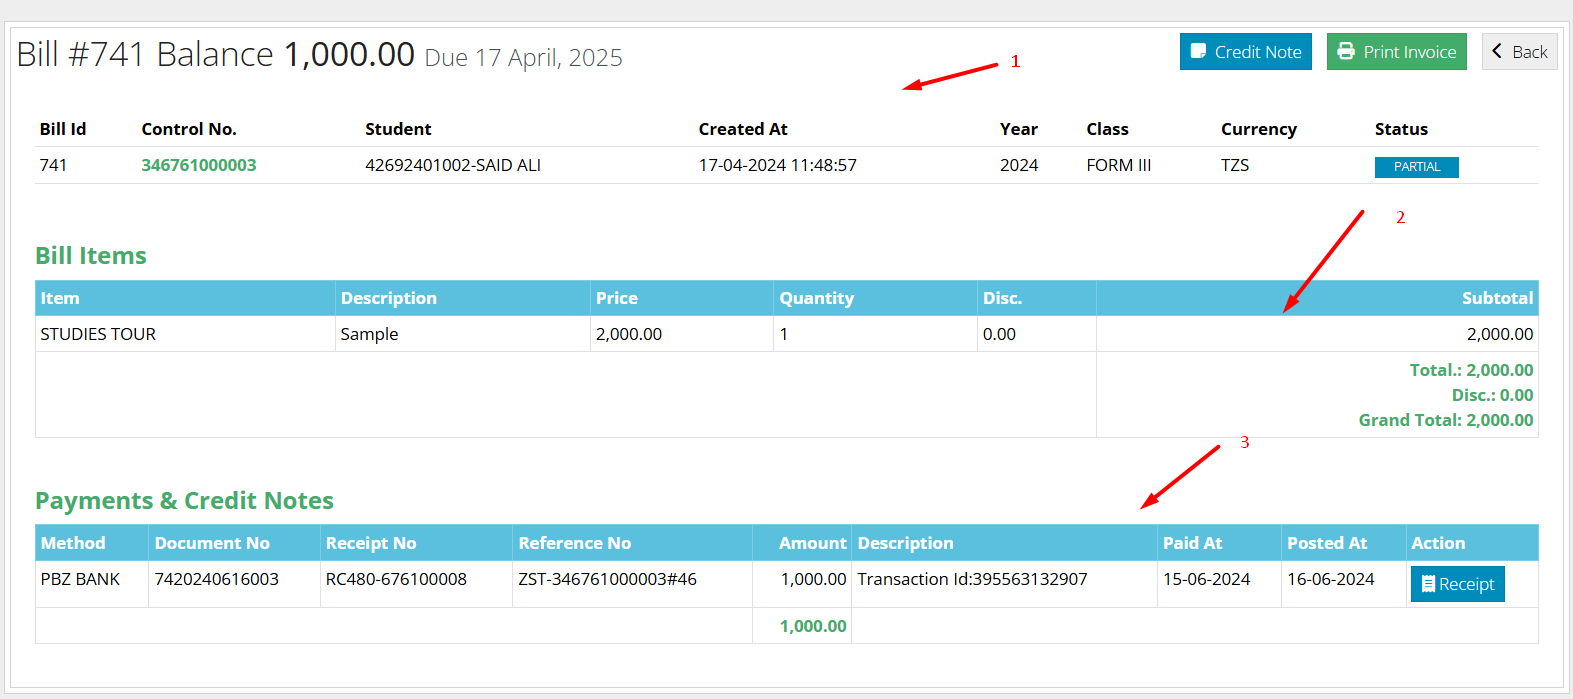 Bill #741 Balance 1,000.00 Due 17 April, 2025
Credit Note
Print Invoice
Back
1
Bill Id Control No. Student Created At Year Class Currency Status
741 346761000003 42692401002-SAID ALI 17-04-2024 11:48:57 2024 FORM III TZS PARTIAL
2
Bill Items
Item Description Price Quantity Disc. Subtotal
STUDIES TOUR Sample 2,000.00 1 0.00 2,000.00
Total.: 2,000.00
Disc.: 0.00
Grand Total: 2,000.00
3
Payments & Credit Notes
Method Document No Receipt No Reference No Amount Description Paid At Posted At Action
PBZ BANK 7420240616003 RC480-676100008 ZST-346761000003#46 1,000.00 Transaction Id:395563132907 15-06-2024 16-06-2024 Receipt
1,000.00